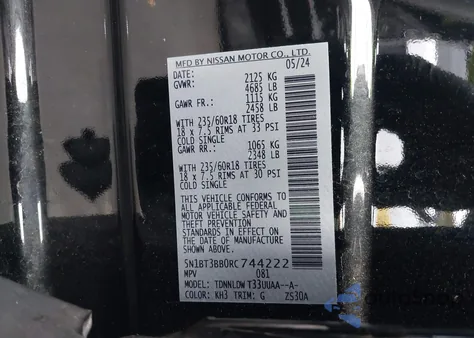 MFD BY NISSAN MOTOR CO., LTD.
DATE: 05/24
GVWR: 2125 KG
4685 LB
GAWR FR.: 1115 KG
2458 LB
WITH 235/60R18 TIRES
18 x 7.5 RIMS AT 33 PSI
COLD SINGLE
GAWR RR.: 1065 KG
2348 LB
WITH 235/60R18 TIRES
18 x 7.5 RIMS AT 30 PSI
COLD SINGLE
THIS VEHICLE CONFORMS TO
ALL APPLICABLE FEDERAL
MOTOR VEHICLE SAFETY AND
THEFT PREVENTION
STANDARDS IN EFFECT ON
THE DATE OF MANUFACTURE
SHOWN ABOVE.
5N1BT3BB0RC744222
MPV 081
MODEL: TDNNLDW T33UUAA--A-
COLOR: KH3 TRIM: G ZS30A